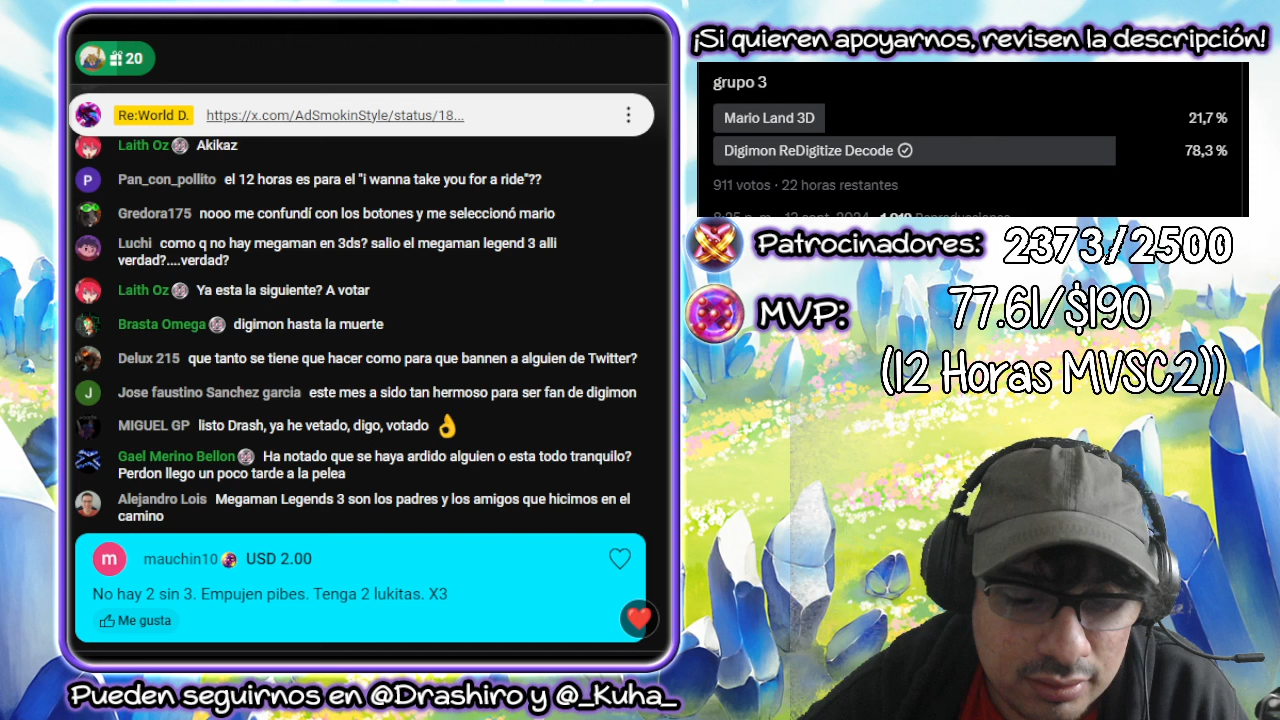 20
Re:World D. https://x.com/AdSmokinStyle/status/18...
Laith Oz Akikaz
Pan_con_pollito el 12 horas es para el "i wanna take you for a ride"??
Gredora175 nooo me confundí con los botones y me seleccionó mario
Luchi como q no hay megaman en 3ds? salio el megaman legend 3 alli
verdad?....verdad?
Laith Oz Ya esta la siguiente? A votar
Brasta Omega digimon hasta la muerte
Delux 215 que tanto se tiene que hacer como para que bannen a alguien de Twitter?
Jose faustino Sanchez garcia este mes a sido tan hermoso para ser fan de digimon
MIGUEL GP listo Drash, ya he vetado, digo, votado 👌
Gael Merino Bellon Ha notado que se haya ardido alguien o esta todo tranquilo?
Perdon llego un poco tarde a la pelea
Alejandro Lois Megaman Legends 3 son los padres y los amigos que hicimos en el
camino
m mauchin10 USD 2.00
No hay 2 sin 3. Empujen pibes. Tenga 2 lukitas. X3
Me gusta
Pueden seguirnos en @Drashiro y @_Kuha_
¡Si quieren apoyarnos, revisen la descripción!
grupo 3
Mario Land 3D 21,7 %
Digimon ReDigitize Decode 78,3 %
911 votos · 22 horas restantes
Patrocinadores: 2373/2500
MVP: 77.61/$190
(12 Horas MVSC2))